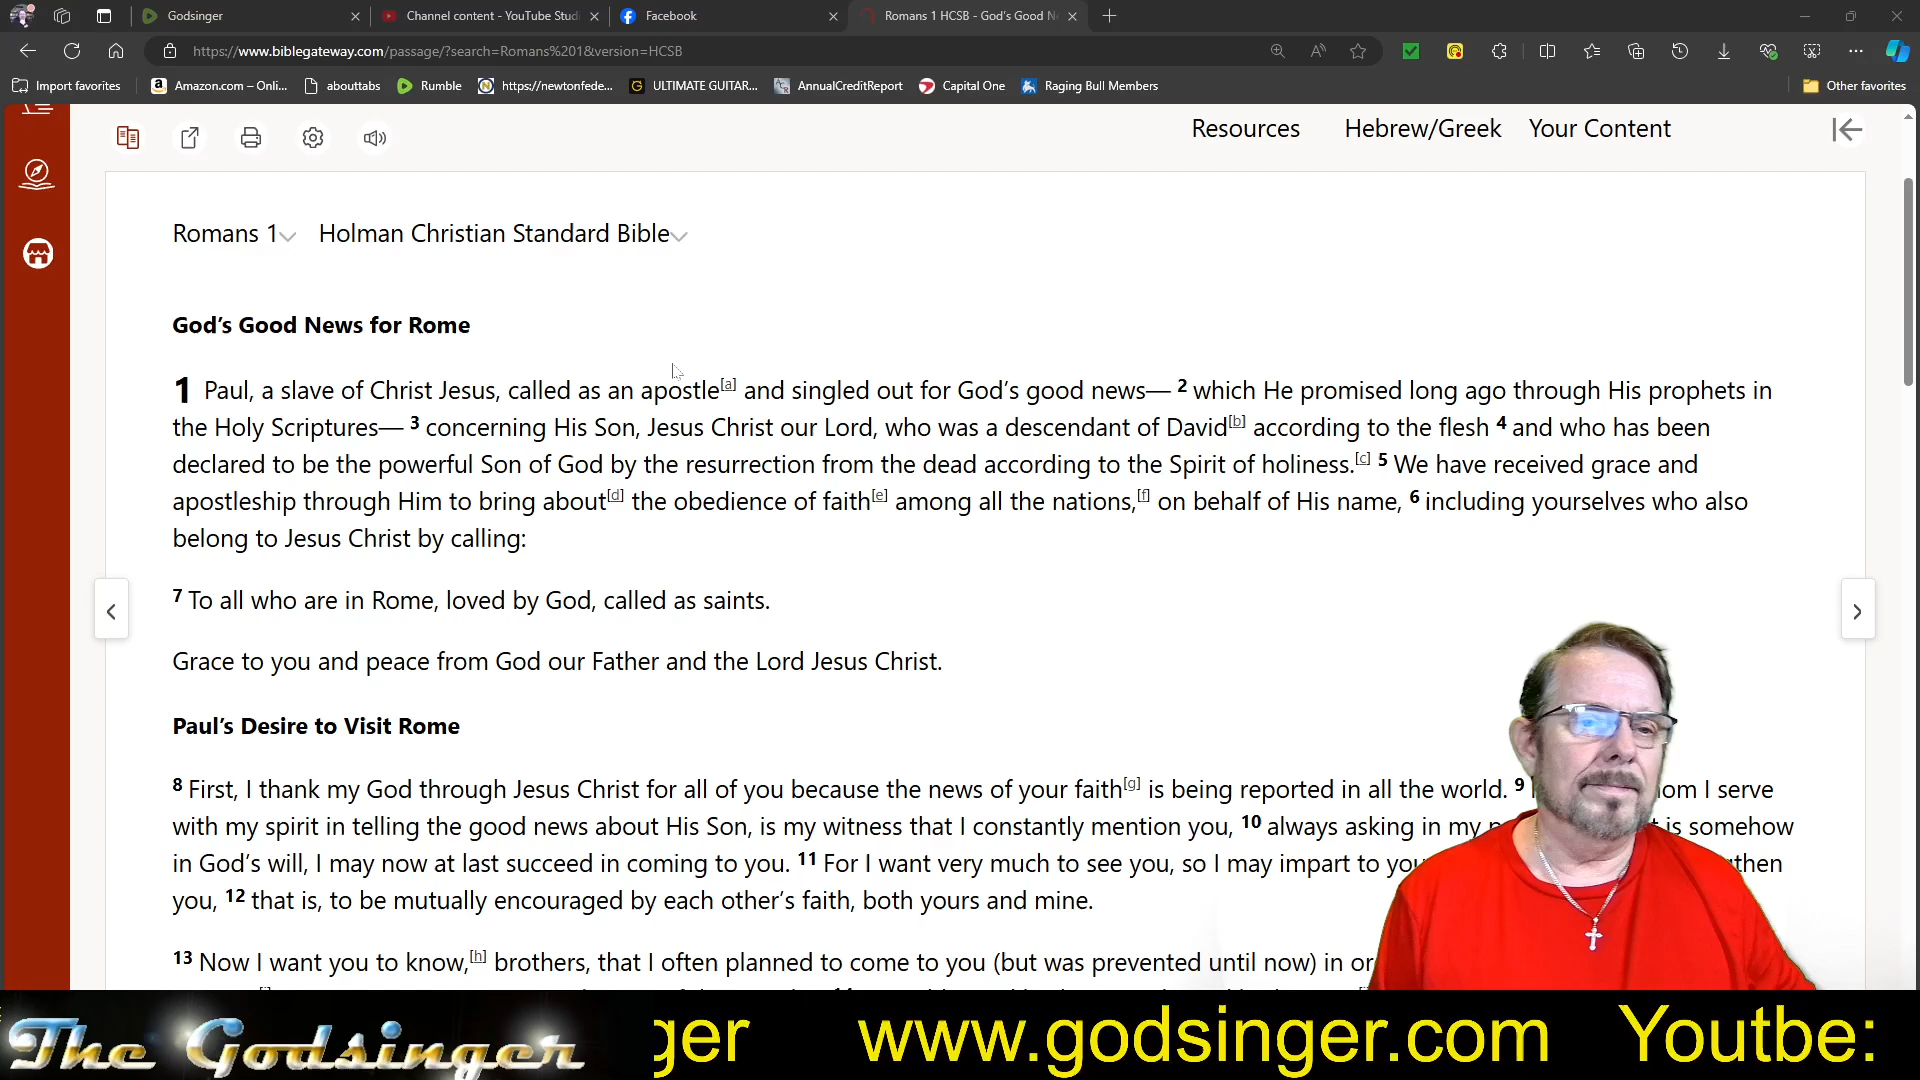 Godsinger
Channel content - YouTube Studi
Facebook
Romans 1 HCSB - God's Good Ne
https://www.biblegateway.com/passage/?search=Romans%201&version=HCSB
Import favorites
Amazon.com – Onli...
abouttabs
Rumble
https://newtonfede...
ULTIMATE GUITAR...
AnnualCreditReport
Capital One
Raging Bull Members
Other favorites
Resources Hebrew/Greek Your Content
Romans 1 Holman Christian Standard Bible
God's Good News for Rome
1 Paul, a slave of Christ Jesus, called as an apostle[a] and singled out for God's good news— 2 which He promised long ago through His prophets in
the Holy Scriptures— 3 concerning His Son, Jesus Christ our Lord, who was a descendant of David[b] according to the flesh 4 and who has been
declared to be the powerful Son of God by the resurrection from the dead according to the Spirit of holiness.[c] 5 We have received grace and
apostleship through Him to bring about[d] the obedience of faith[e] among all the nations,[f] on behalf of His name, 6 including yourselves who also
belong to Jesus Christ by calling:
7 To all who are in Rome, loved by God, called as saints.
Grace to you and peace from God our Father and the Lord Jesus Christ.
Paul's Desire to Visit Rome
8 First, I thank my God through Jesus Christ for all of you because the news of your faith[g] is being reported in all the world. 9 om I serve
with my spirit in telling the good news about His Son, is my witness that I constantly mention you, 10 always asking in my is somehow
in God's will, I may now at last succeed in coming to you. 11 For I want very much to see you, so I may impart to you then
you, 12 that is, to be mutually encouraged by each other's faith, both yours and mine.
13 Now I want you to know,[h] brothers, that I often planned to come to you (but was prevented until now) in or
The Godsinger
ger www.godsinger.com Youtbe: